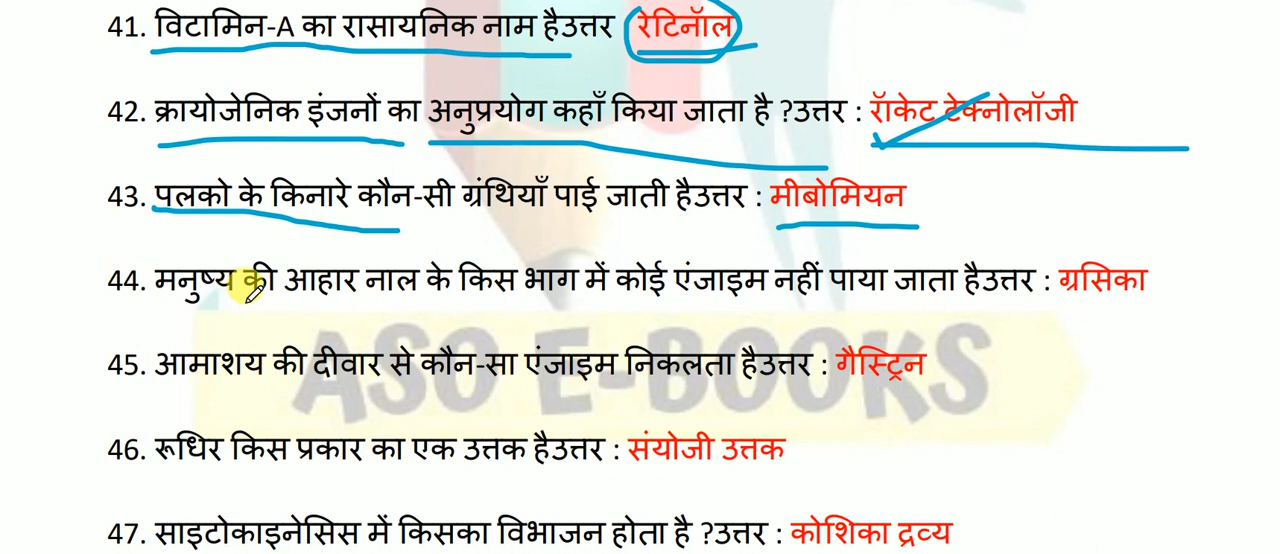 41. विटामिन-A का रासायनिक नाम हैउत्तर रेटिनॉल
42. क्रायोजेनिक इंजनों का अनुप्रयोग कहाँ किया जाता है ?उत्तर : रॉकेट टेक्नोलॉजी
43. पलको के किनारे कौन-सी ग्रंथियाँ पाई जाती हैउत्तर : मीबोमियन
44. मनुष्य की आहार नाल के किस भाग में कोई एंजाइम नहीं पाया जाता हैउत्तर : ग्रसिका
45. आमाशय की दीवार से कौन-सा एंजाइम निकलता हैउत्तर : गैस्ट्रिन
ASO E-BOOKS
46. रूधिर किस प्रकार का एक उत्तक हैउत्तर : संयोजी उत्तक
47. साइटोकाइनेसिस में किसका विभाजन होता है ?उत्तर : कोशिका द्रव्य